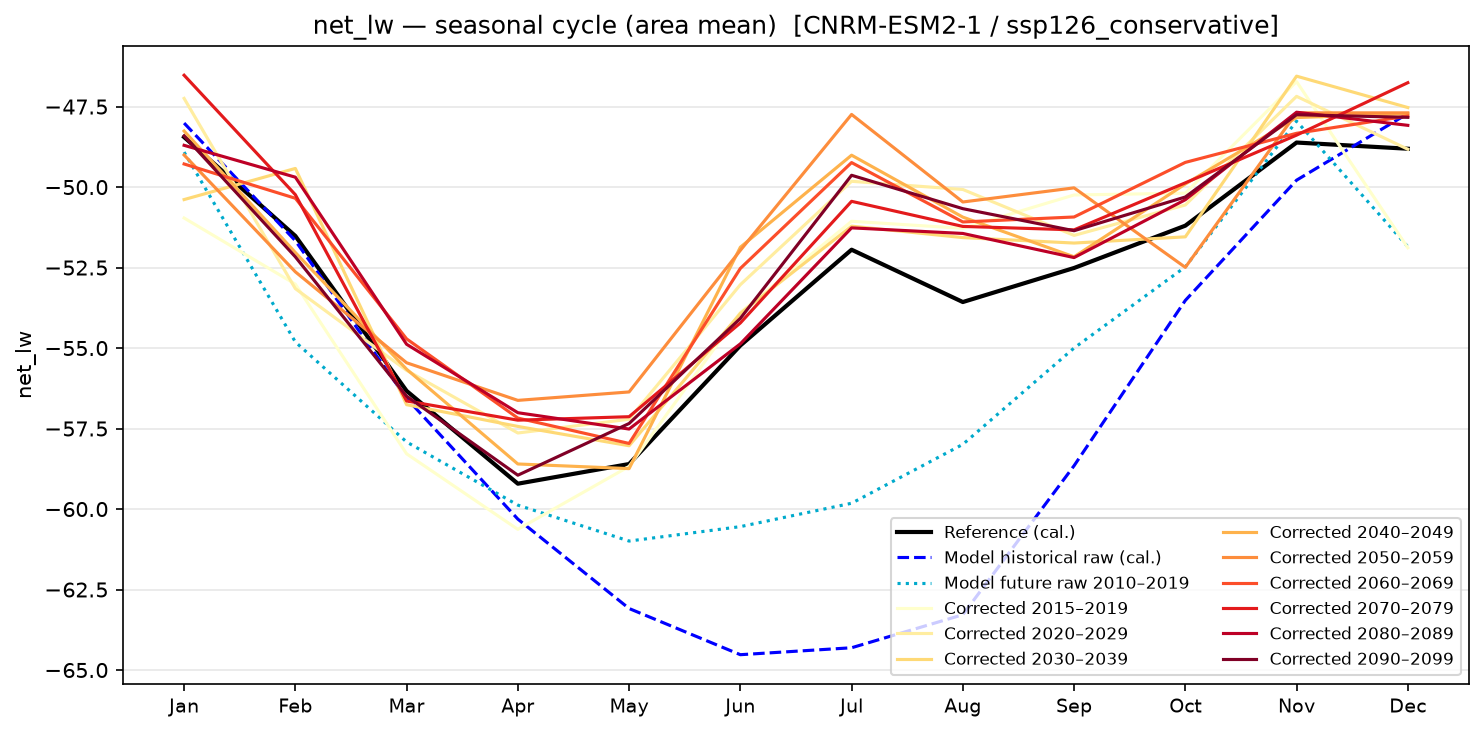 net_lw — seasonal cycle (area mean)  [CNRM-ESM2-1 / ssp126_conservative]
net_lw
−47.5
−50.0
−52.5
−55.0
−57.5
−60.0
−62.5
−65.0
Jan Feb Mar Apr May Jun Jul Aug Sep Oct Nov Dec
Reference (cal.)
Model historical raw (cal.)
Model future raw 2010–2019
Corrected 2015–2019
Corrected 2020–2029
Corrected 2030–2039
Corrected 2040–2049
Corrected 2050–2059
Corrected 2060–2069
Corrected 2070–2079
Corrected 2080–2089
Corrected 2090–2099